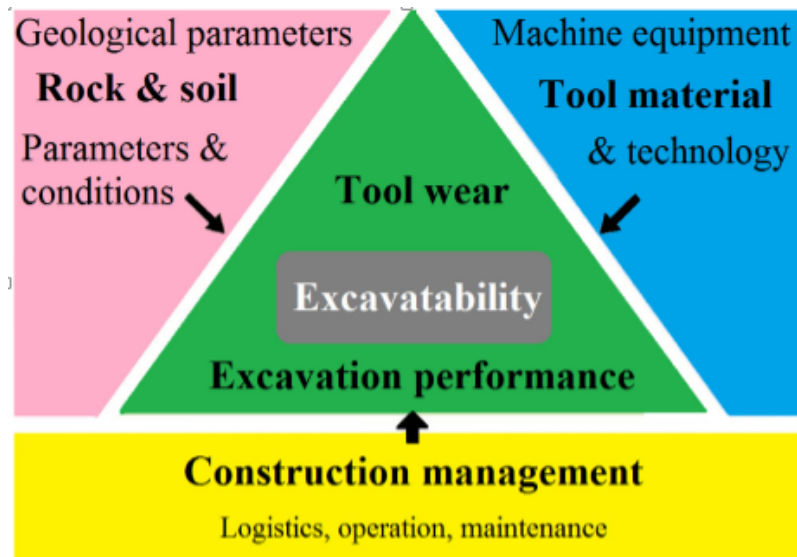 Geological parameters
Rock & soil
Parameters &
conditions
Machine equipment
Tool material
& technology
Tool wear
Excavatability
Excavation performance
Construction management
Logistics, operation, maintenance